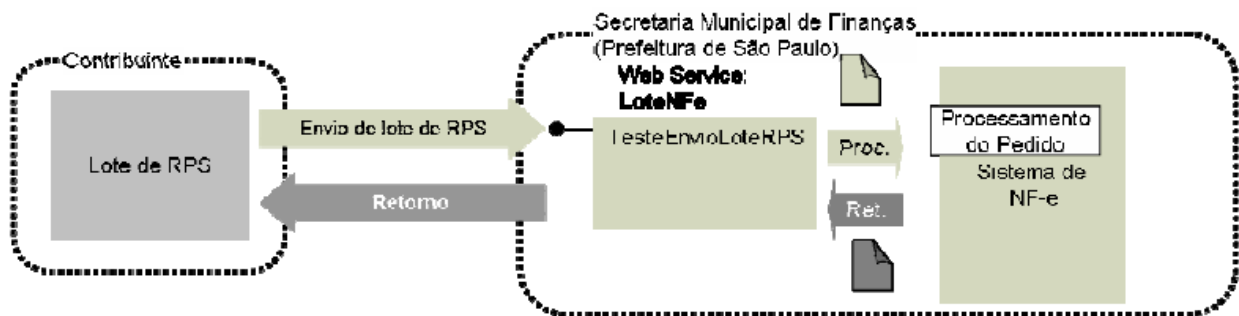 Secretaria Municipal de Finanças
(Prefeitura de São Paulo)
Contribuinte
Web Service:
LoteNFe
Lote de RPS
Envio de lote de RPS
Retorno
TesteEnvioLoteRPS
Proc.
Ret.
Processamento
do Pedido
Sistema de
NF-e